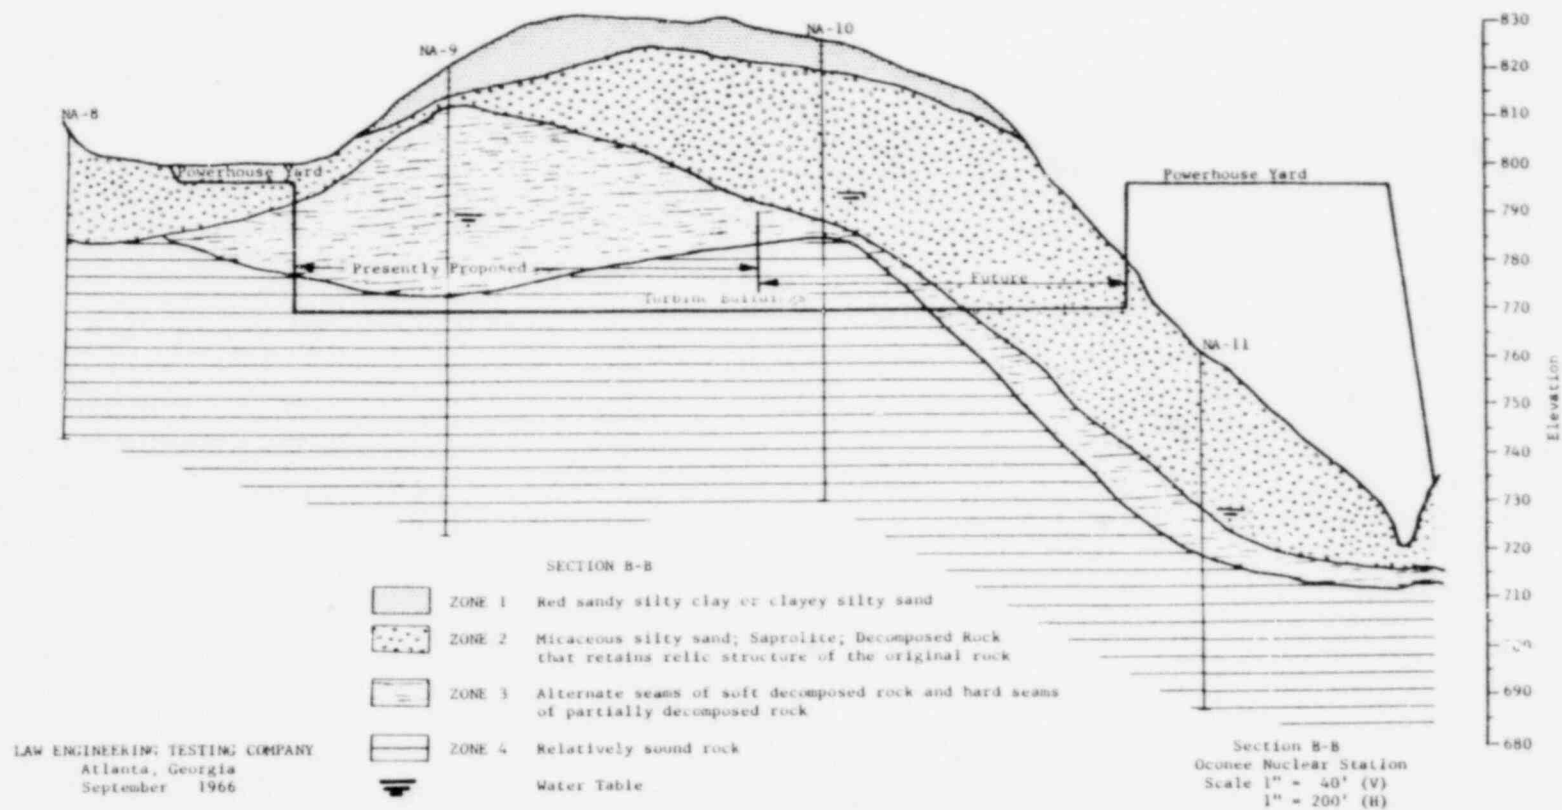 NA-8
NA-9
NA-10
NA-11
Powerhouse Yard
Powerhouse Yard
Presently Proposed
Future
Turbine Buildings
830
820
810
800
790
780
770
760
750
740
730
720
710
690
680
Elevation
SECTION B-B
ZONE 1 Red sandy silty clay or clayey silty sand
ZONE 2 Micaceous silty sand; Saprolite; Decomposed Rock
that retains relic structure of the original rock
ZONE 3 Alternate seams of soft decomposed rock and hard seams
of partially decomposed rock
ZONE 4 Relatively sound rock
Water Table
LAW ENGINEERING TESTING COMPANY
Atlanta, Georgia
September 1966
Section B-B
Oconee Nuclear Station
Scale 1" = 40' (V)
1" = 200' (H)